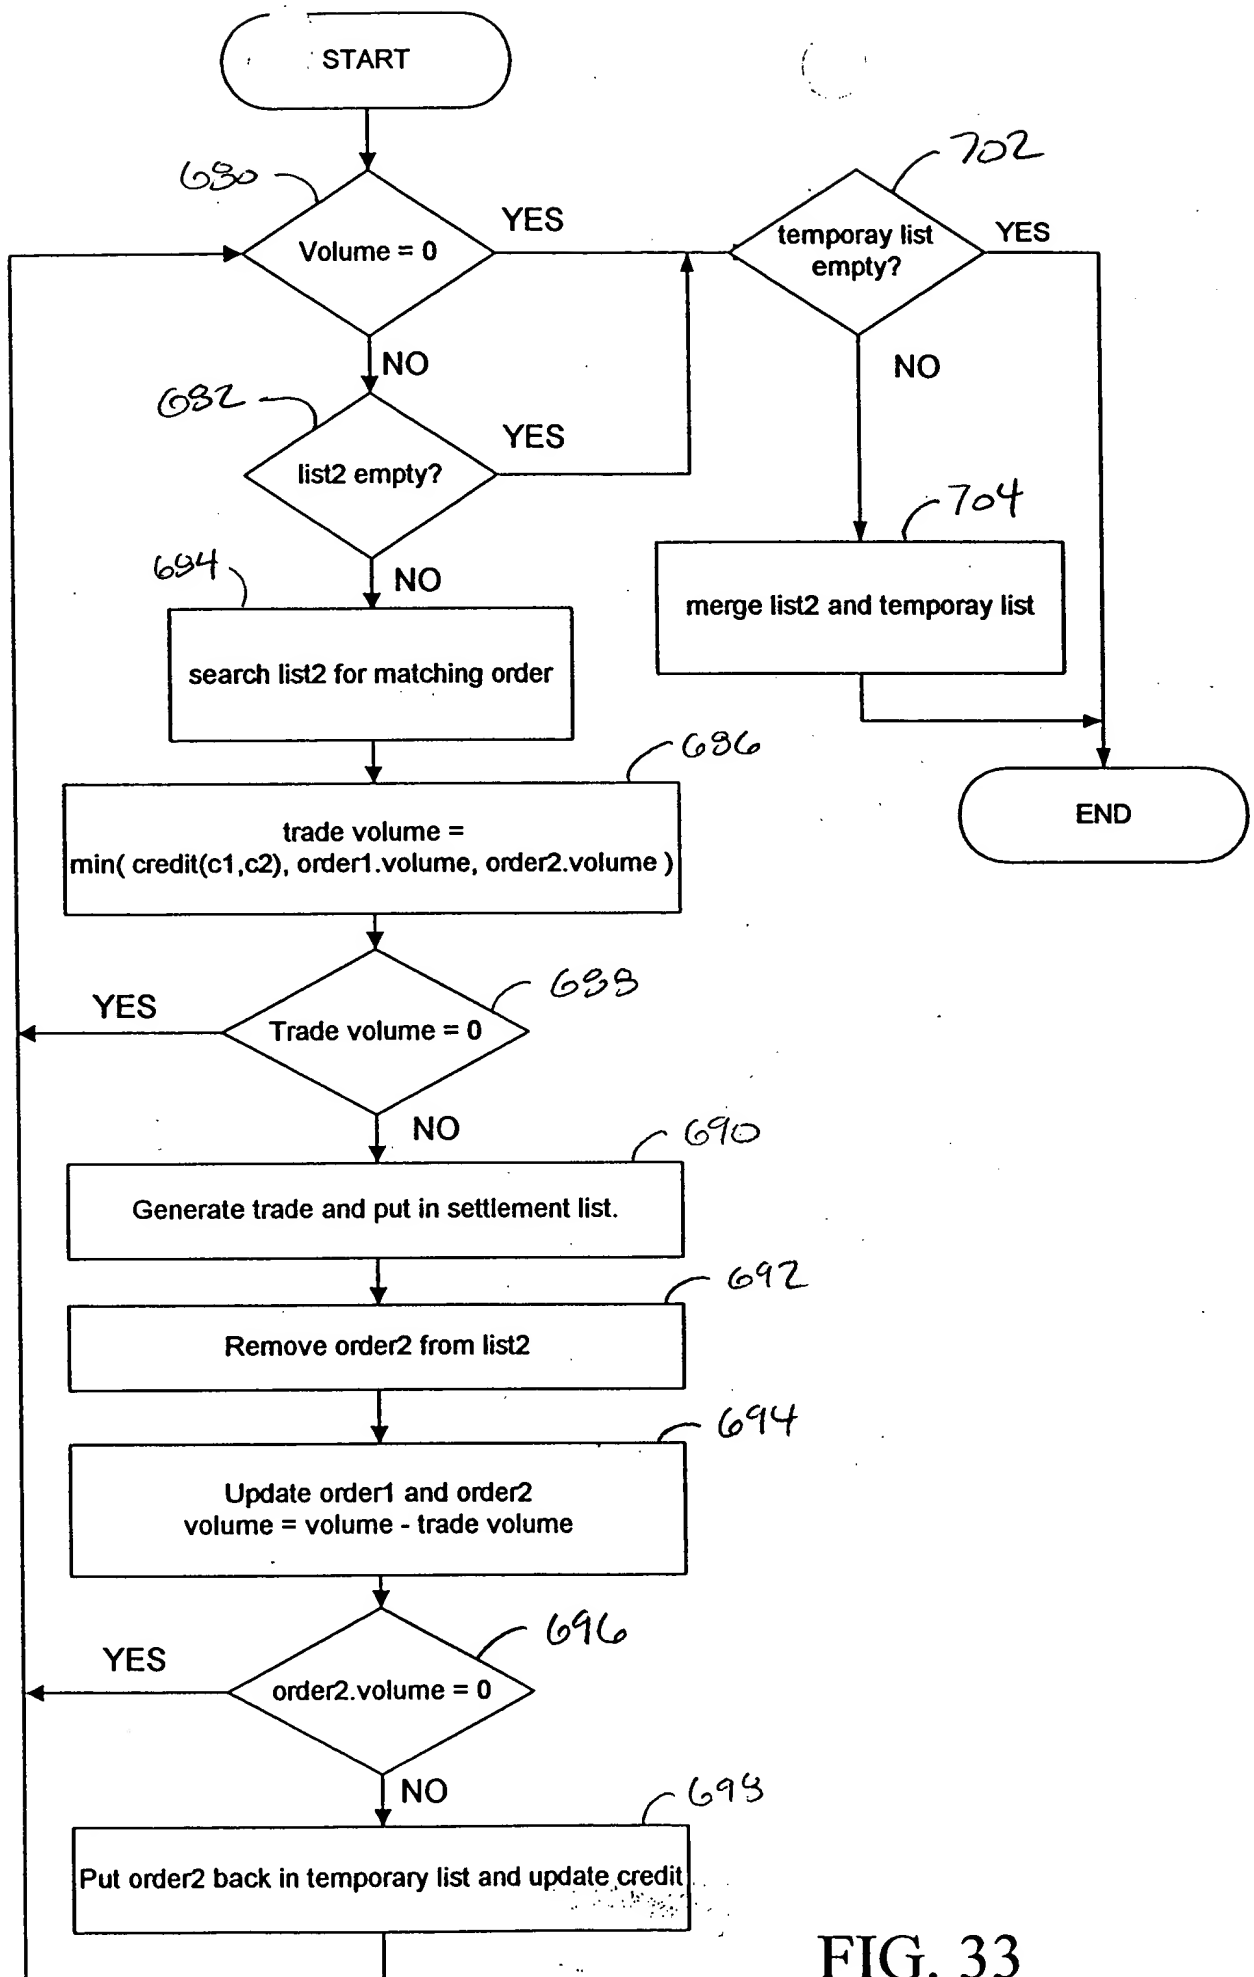 START
702
680
YES
temporay list
empty?
YES
Volume = 0
NO
NO
682
YES
list2 empty?
704
684
NO
merge list2 and temporay list
search list2 for matching order
686
trade volume =
min( credit(c1,c2), order1.volume, order2.volume )
END
688
YES
Trade volume = 0
NO
690
Generate trade and put in settlement list.
692
Remove order2 from list2
694
Update order1 and order2
volume = volume - trade volume
696
YES
order2.volume = 0
NO
698
Put order2 back in temporary list and update credit
FIG. 33